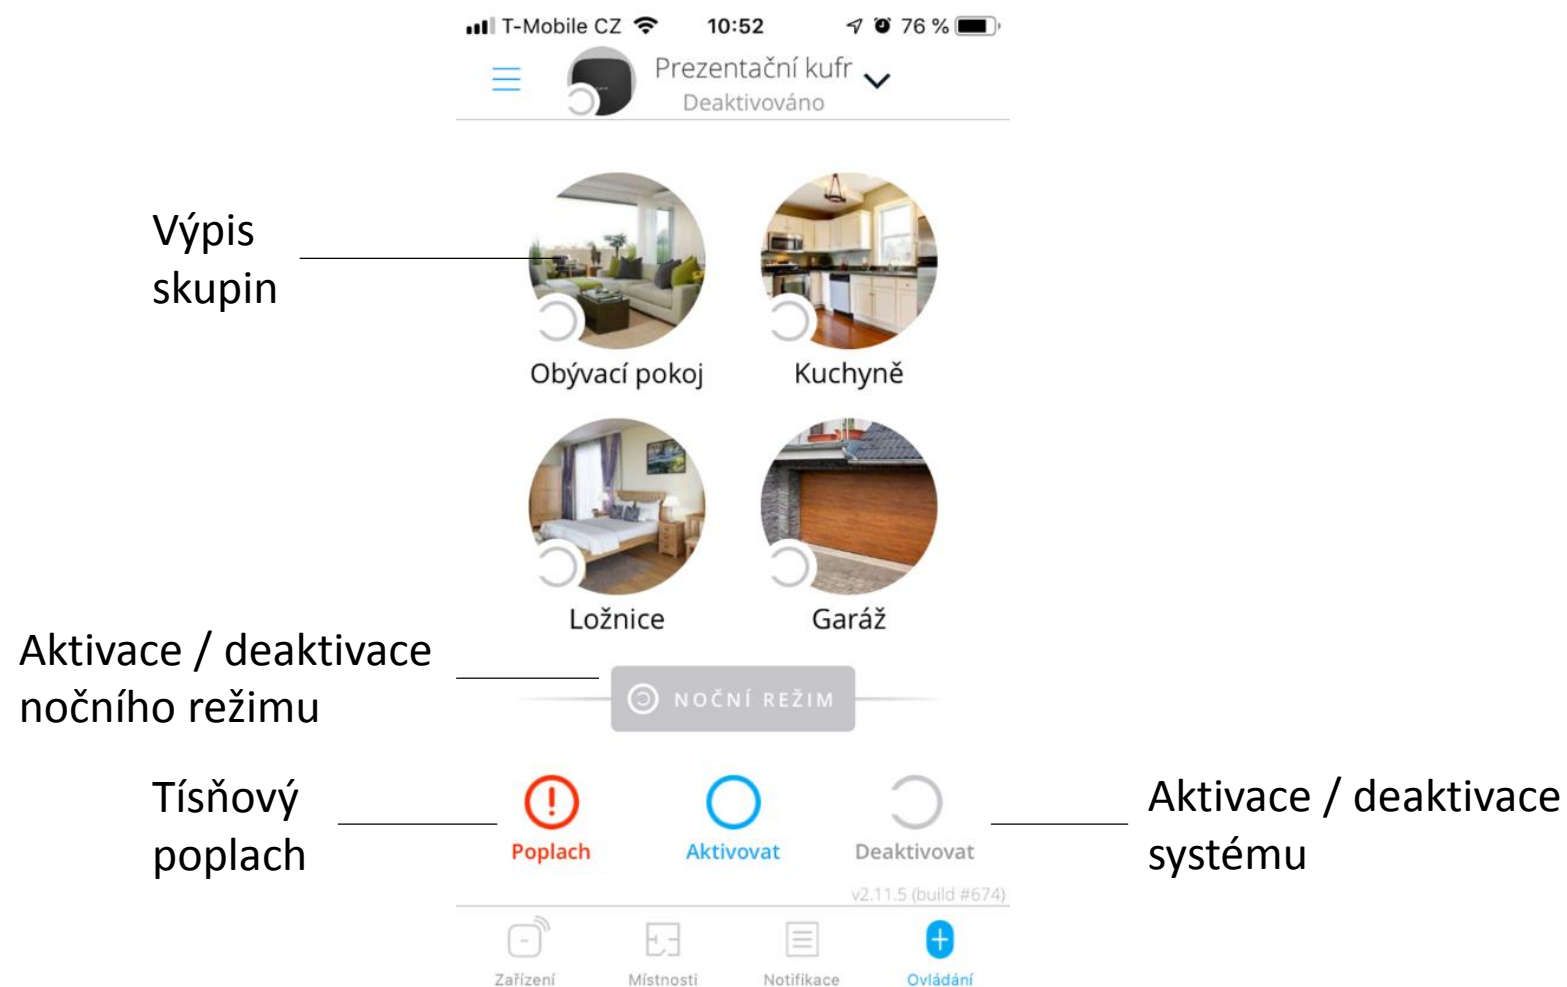 T-Mobile CZ 10:52 76 %
Prezentační kufr
Deaktivováno
Výpis
skupin
Obývací pokoj Kuchyně
Ložnice Garáž
Aktivace / deaktivace
nočního režimu
NOČNÍ REŽIM
Tísňový
poplach
Poplach Aktivovat Deaktivovat
Aktivace / deaktivace
systému
v2.11.5 (build #674)
Zařízení Místnosti Notifikace Ovládání